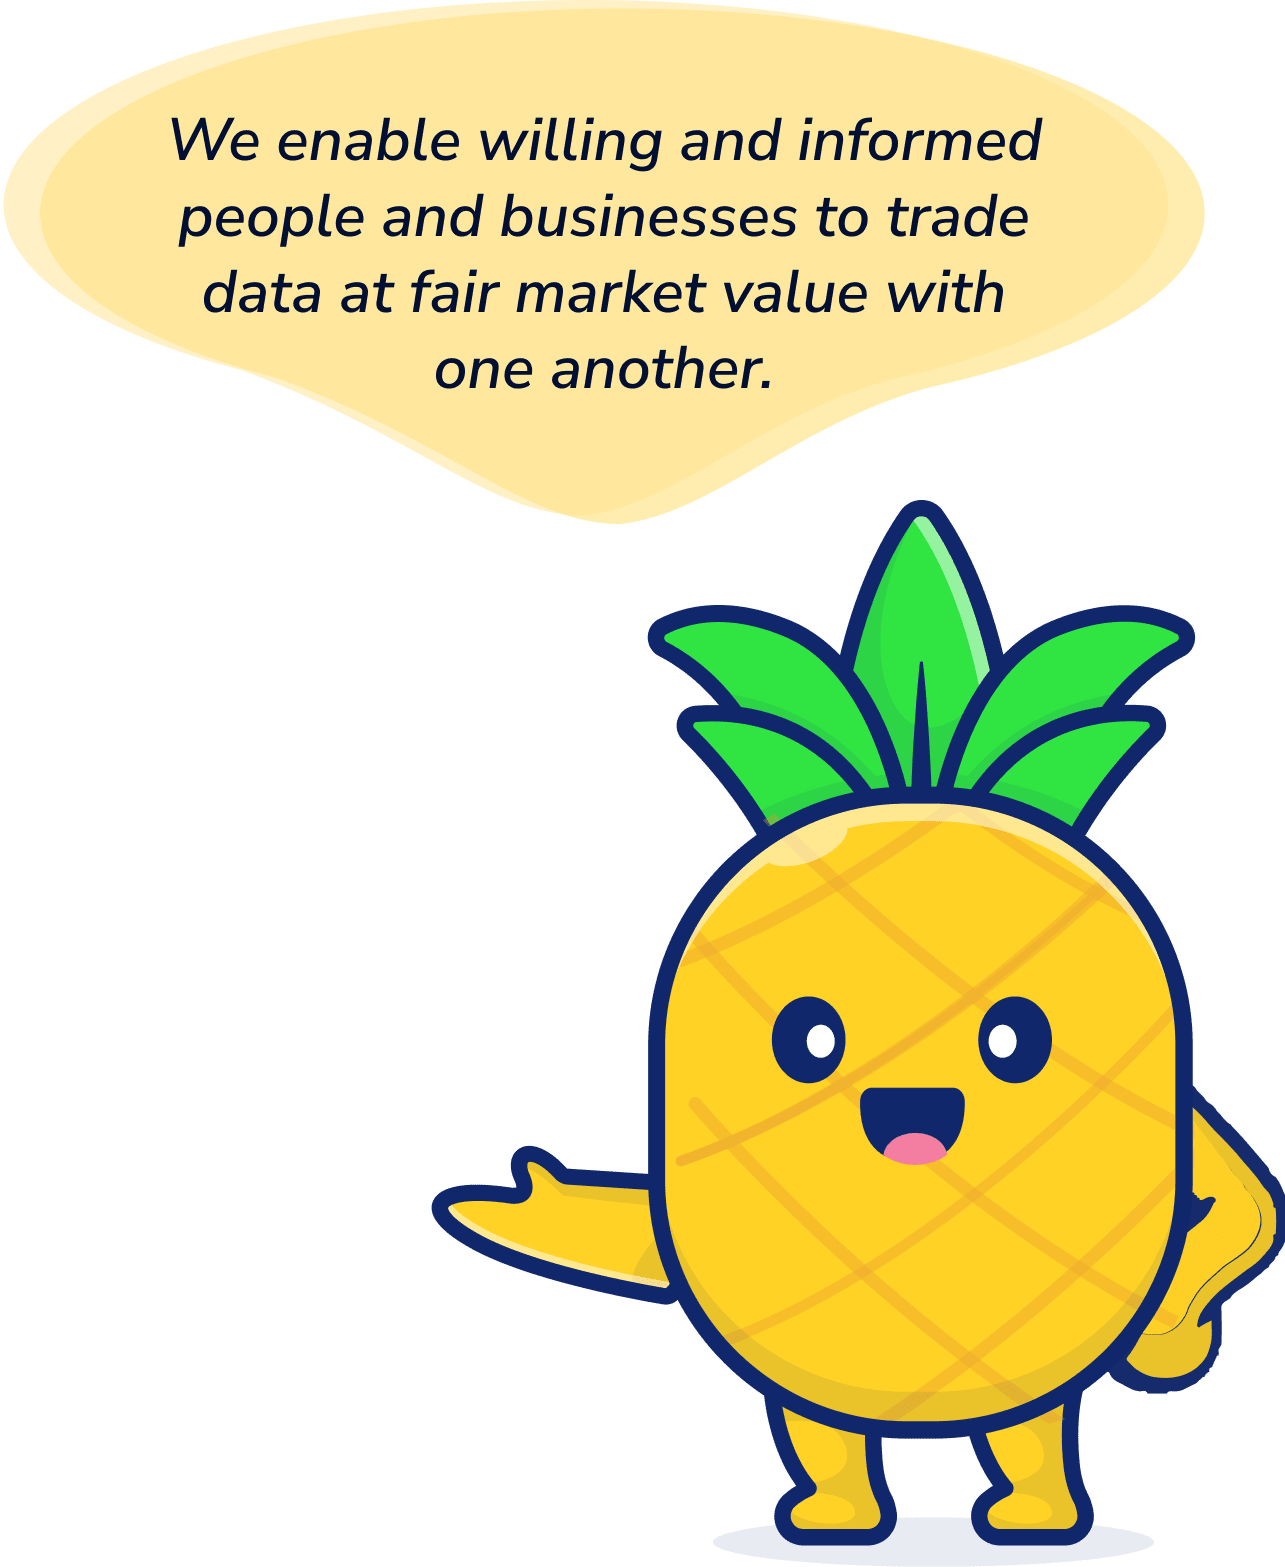 We enable willing and informed
people and businesses to trade
data at fair market value with
one another.